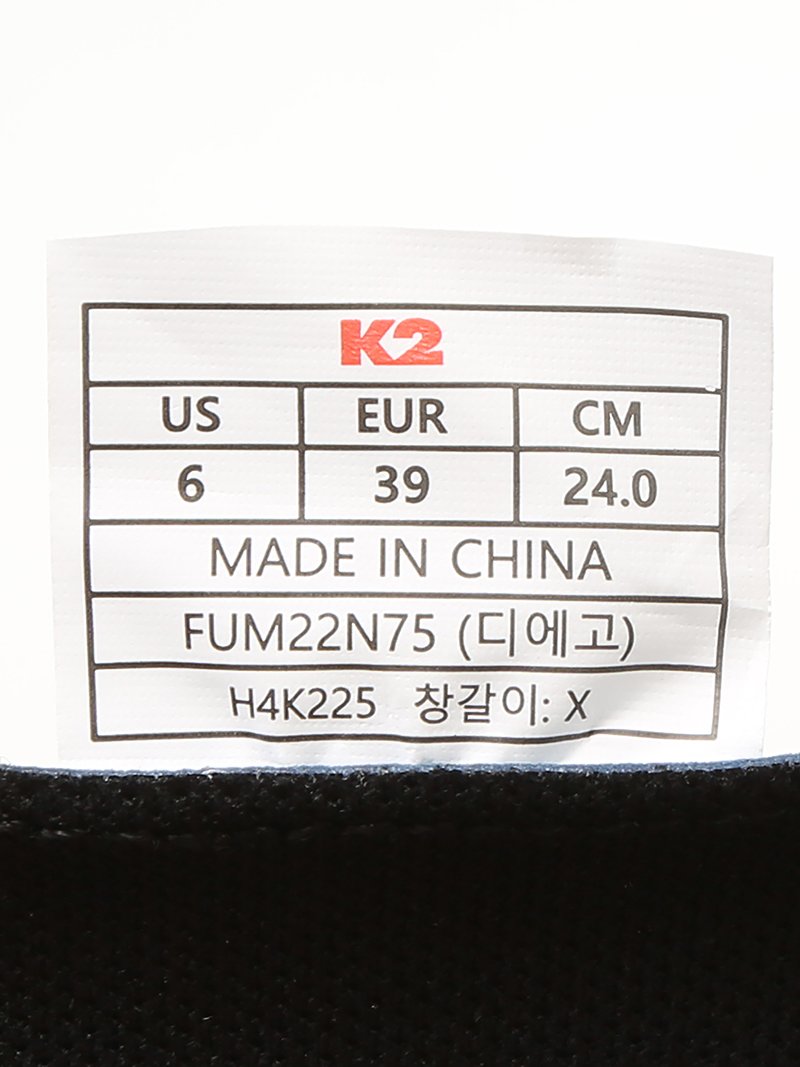 K2
US EUR CM
6 39 24.0
MADE IN CHINA
FUM22N75 (디에고)
H4K225 창갈이: X